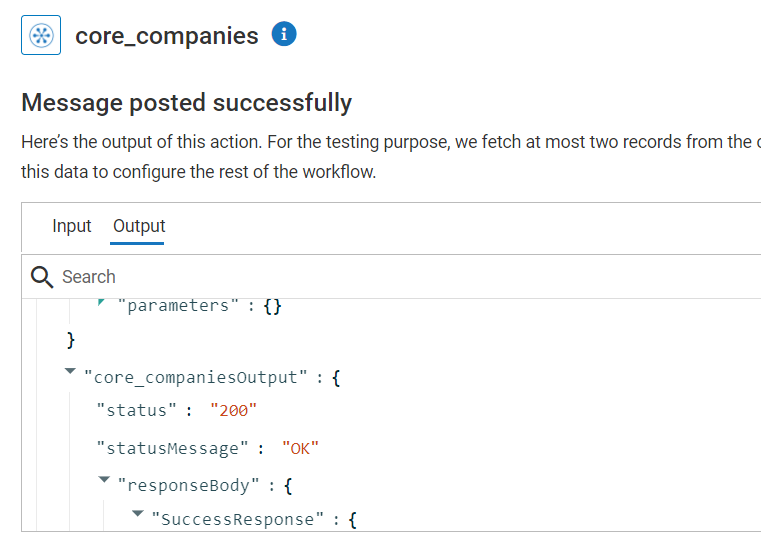 core_companies i
Message posted successfully
Here’s the output of this action. For the testing purpose, we fetch at most two records from the
this data to configure the rest of the workflow.
Input Output
Search
"parameters" : {}
}
"core_companiesOutput" : {
"status" : "200"
"statusMessage" : "OK"
"responseBody" : {
"SuccessResponse" : {